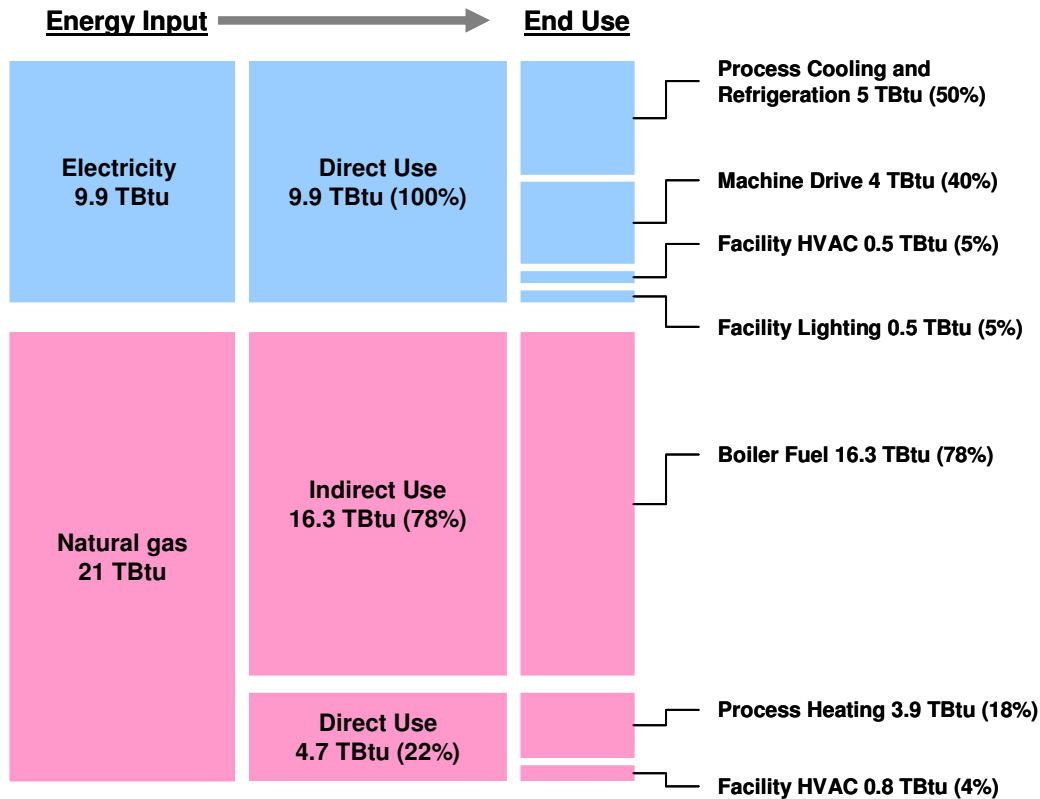 Energy Input
End Use
Electricity
9.9 TBtu
Direct Use
9.9 TBtu (100%)
Process Cooling and
Refrigeration 5 TBtu (50%)
Machine Drive 4 TBtu (40%)
Facility HVAC 0.5 TBtu (5%)
Facility Lighting 0.5 TBtu (5%)
Natural gas
21 TBtu
Indirect Use
16.3 TBtu (78%)
Boiler Fuel 16.3 TBtu (78%)
Direct Use
4.7 TBtu (22%)
Process Heating 3.9 TBtu (18%)
Facility HVAC 0.8 TBtu (4%)